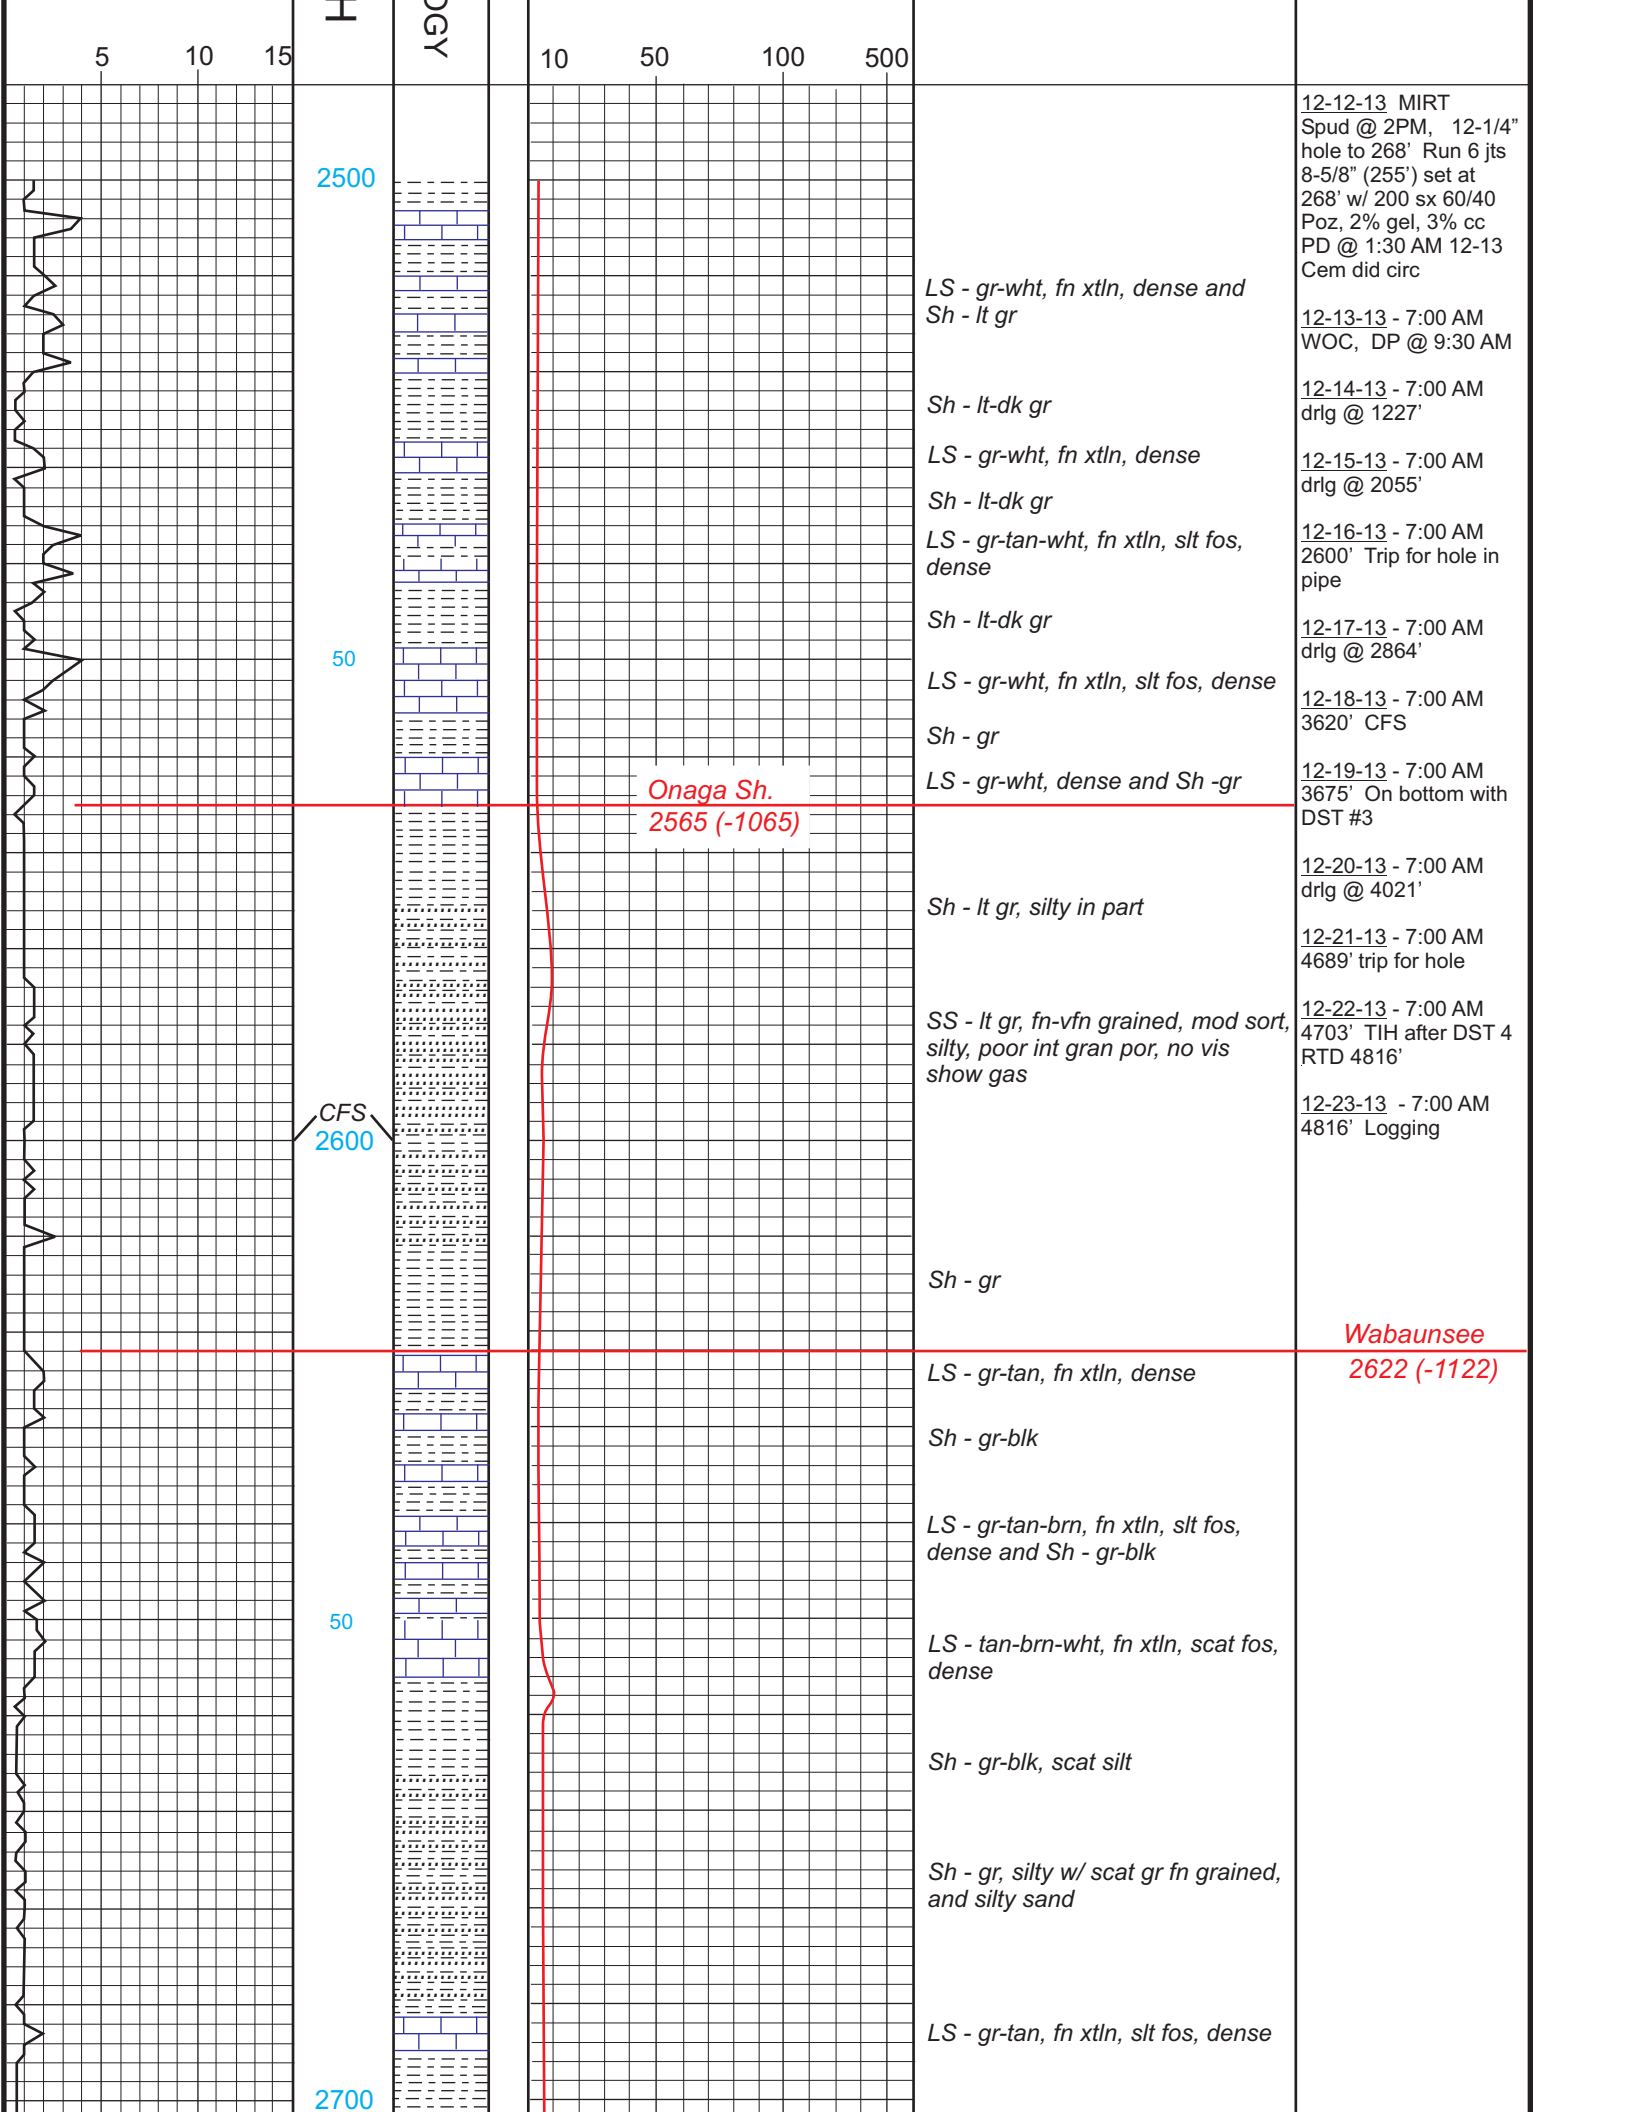 H
OGY
5 10 15
10 50 100 500
2500
50
CFS
2600
50
2700
Onaga Sh.
2565 (-1065)
LS - gr-wht, fn xtln, dense and
Sh - lt gr
Sh - lt-dk gr
LS - gr-wht, fn xtln, dense
Sh - lt-dk gr
LS - gr-tan-wht, fn xtln, slt fos,
dense
Sh - lt-dk gr
LS - gr-wht, fn xtln, slt fos, dense
Sh - gr
LS - gr-wht, dense and Sh -gr
Sh - lt gr, silty in part
SS - lt gr, fn-vfn grained, mod sort,
silty, poor int gran por, no vis
show gas
Sh - gr
LS - gr-tan, fn xtln, dense
Sh - gr-blk
LS - gr-tan-brn, fn xtln, slt fos,
dense and Sh - gr-blk
LS - tan-brn-wht, fn xtln, scat fos,
dense
Sh - gr-blk, scat silt
Sh - gr, silty w/ scat gr fn grained,
and silty sand
LS - gr-tan, fn xtln, slt fos, dense
12-12-13 MIRT
Spud @ 2PM, 12-1/4”
hole to 268’ Run 6 jts
8-5/8” (255’) set at
268’ w/ 200 sx 60/40
Poz, 2% gel, 3% cc
PD @ 1:30 AM 12-13
Cem did circ
12-13-13 - 7:00 AM
WOC, DP @ 9:30 AM
12-14-13 - 7:00 AM
drlg @ 1227’
12-15-13 - 7:00 AM
drlg @ 2055’
12-16-13 - 7:00 AM
2600’ Trip for hole in
pipe
12-17-13 - 7:00 AM
drlg @ 2864’
12-18-13 - 7:00 AM
3620’ CFS
12-19-13 - 7:00 AM
3675’ On bottom with
DST #3
12-20-13 - 7:00 AM
drlg @ 4021’
12-21-13 - 7:00 AM
4689’ trip for hole
12-22-13 - 7:00 AM
4703’ TIH after DST 4
RTD 4816’
12-23-13 - 7:00 AM
4816’ Logging
Wabaunsee
2622 (-1122)